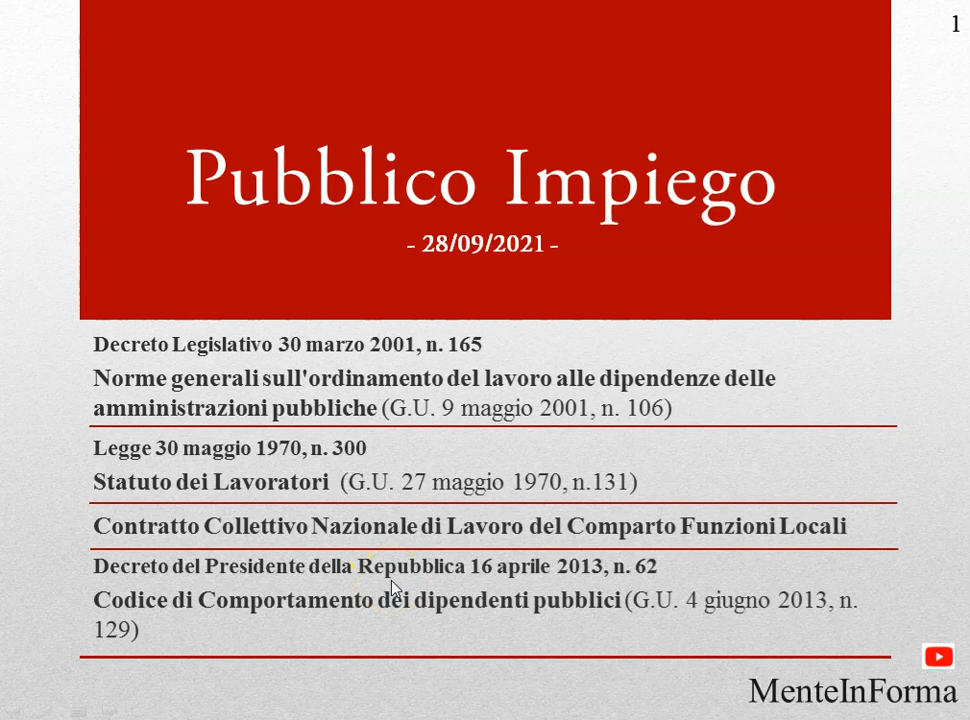 1
Pubblico Impiego
- 28/09/2021 -
Decreto Legislativo 30 marzo 2001, n. 165
Norme generali sull'ordinamento del lavoro alle dipendenze delle
amministrazioni pubbliche (G.U. 9 maggio 2001, n. 106)
Legge 30 maggio 1970, n. 300
Statuto dei Lavoratori (G.U. 27 maggio 1970, n.131)
Contratto Collettivo Nazionale di Lavoro del Comparto Funzioni Locali
Decreto del Presidente della Repubblica 16 aprile 2013, n. 62
Codice di Comportamento dei dipendenti pubblici (G.U. 4 giugno 2013, n.
129)
MenteInForma